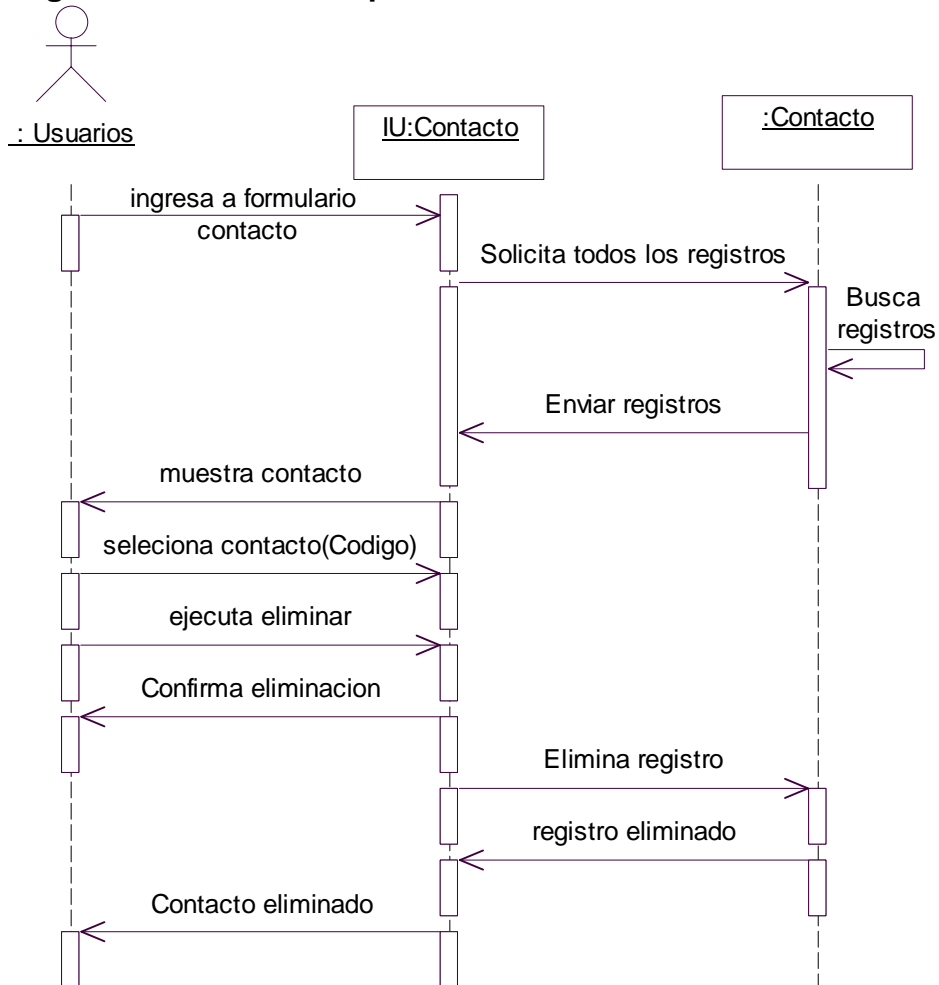 : Usuarios
IU:Contacto
:Contacto
ingresa a formulario
contacto
Solicita todos los registros
Busca
registros
Enviar registros
muestra contacto
seleciona contacto(Codigo)
ejecuta eliminar
Confirma eliminacion
Elimina registro
registro eliminado
Contacto eliminado